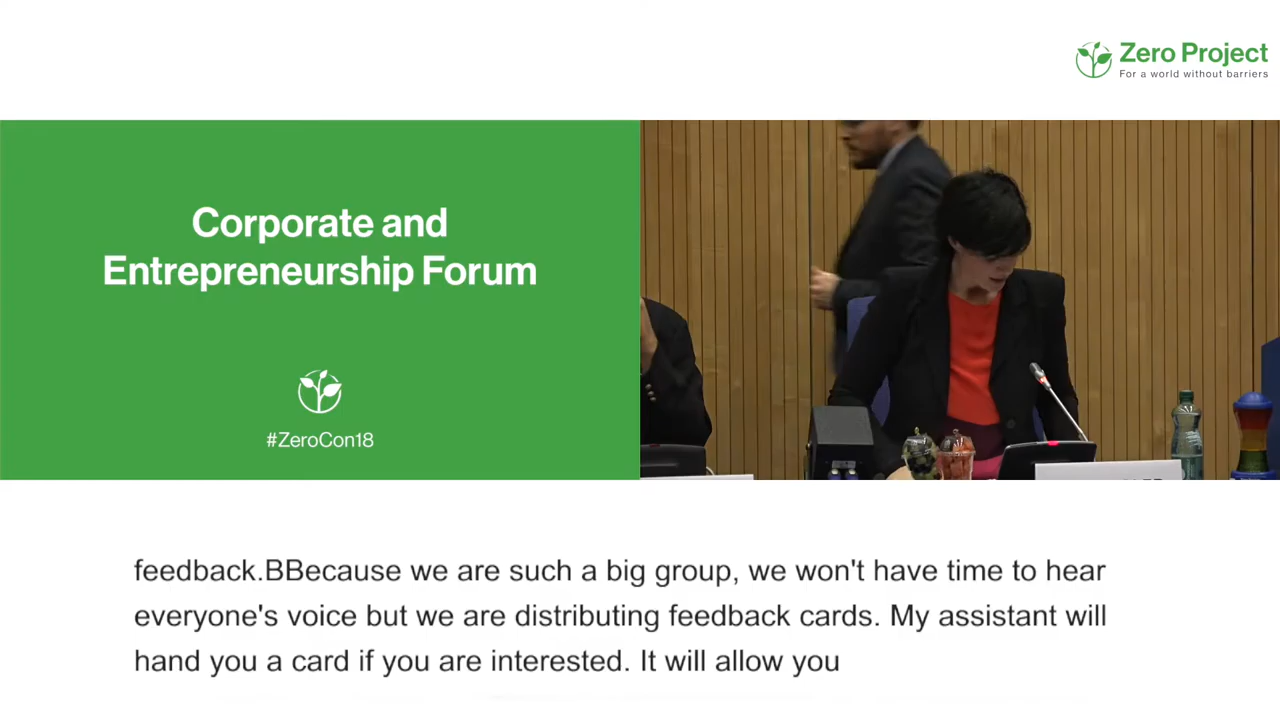 Zero Project
For a world without barriers
Corporate and
Entrepreneurship Forum
#ZeroCon18
feedback.BBecause we are such a big group, we won't have time to hear
everyone's voice but we are distributing feedback cards. My assistant will
hand you a card if you are interested. It will allow you